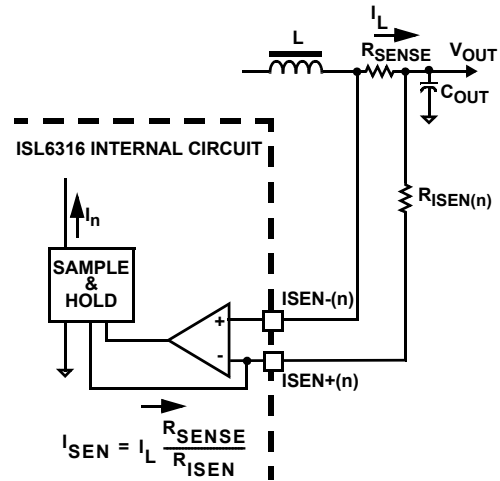 I_L
L
R_SENSE
V_OUT
C_OUT
ISL6316 INTERNAL CIRCUIT
R_ISEN(n)
I_n
SAMPLE
&
HOLD
+
-
ISEN-(n)
ISEN+(n)
I_SEN = I_L R_SENSE / R_ISEN